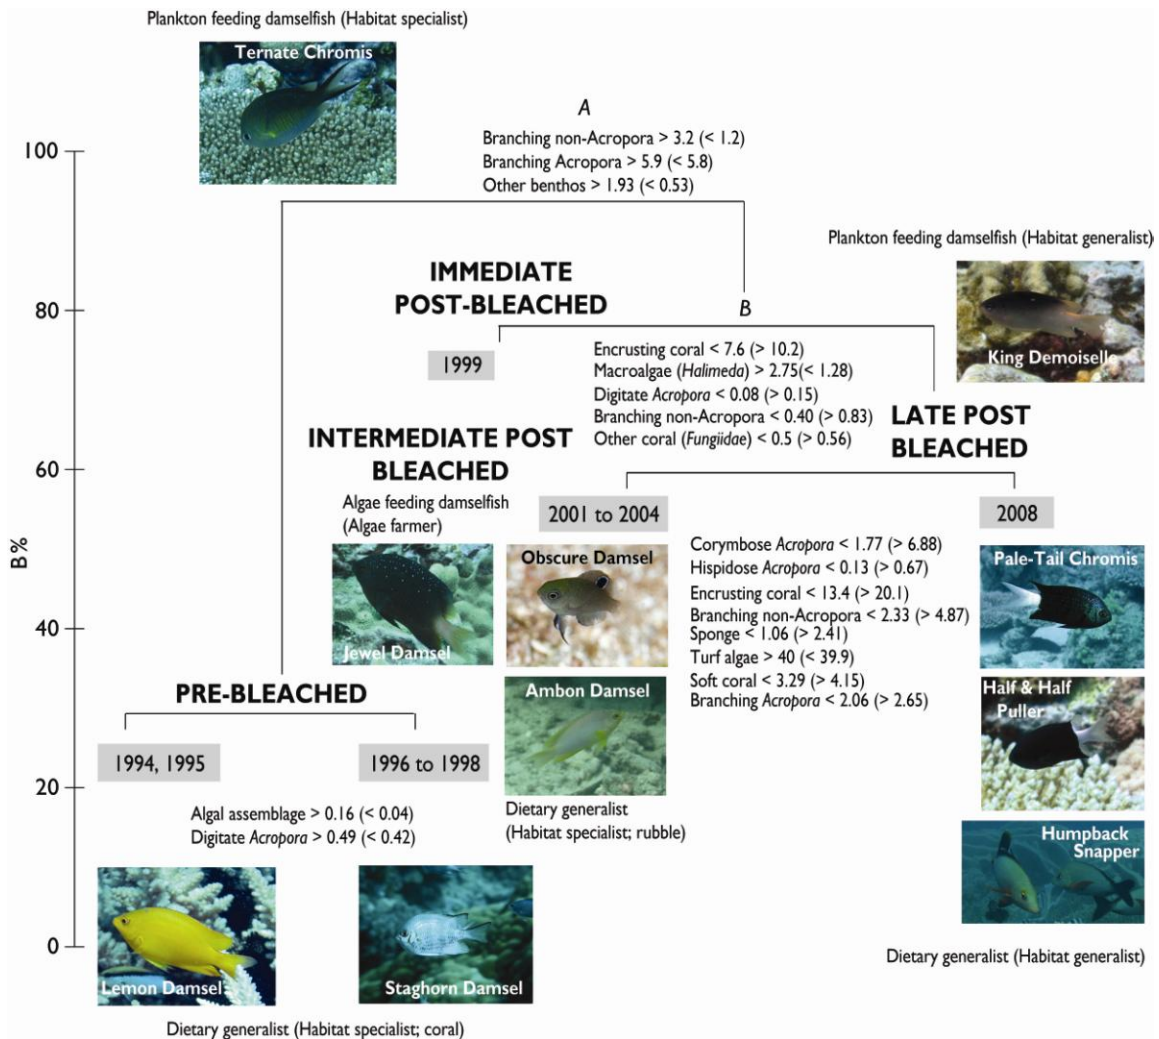 Plankton feeding damselfish (Habitat specialist)
Ternate Chromis
A
Branching non-Acropora > 3.2 (< 1.2)
Branching Acropora > 5.9 (< 5.8)
Other benthos > 1.93 (< 0.53)
100
80
60
40
20
0
B%
Plankton feeding damselfish (Habitat generalist)
King Demoiselle
IMMEDIATE
POST-BLEACHED
1999
B
Encrusting coral < 7.6 (> 10.2)
Macroalgae (Halimeda) > 2.75(< 1.28)
Digitate Acropora < 0.08 (> 0.15)
Branching non-Acropora < 0.40 (> 0.83)
Other coral (Fungiidae) < 0.5 (> 0.56)
LATE POST
BLEACHED
INTERMEDIATE POST
BLEACHED
Algae feeding damselfish
(Algae farmer)
2001 to 2004
2008
Jewel Damsel
Obscure Damsel
Ambon Damsel
Dietary generalist
(Habitat specialist; rubble)
Corymbose Acropora < 1.77 (> 6.88)
Hispidose Acropora < 0.13 (> 0.67)
Encrusting coral < 13.4 (> 20.1)
Branching non-Acropora < 2.33 (> 4.87)
Sponge < 1.06 (> 2.41)
Turf algae > 40 (< 39.9)
Soft coral < 3.29 (> 4.15)
Branching Acropora < 2.06 (> 2.65)
Pale-Tail Chromis
Half & Half
Puller
Humpback
Snapper
Dietary generalist (Habitat generalist)
PRE-BLEACHED
1994, 1995
1996 to 1998
Algal assemblage > 0.16 (< 0.04)
Digitate Acropora > 0.49 (< 0.42)
Lemon Damsel
Staghorn Damsel
Dietary generalist (Habitat specialist; coral)